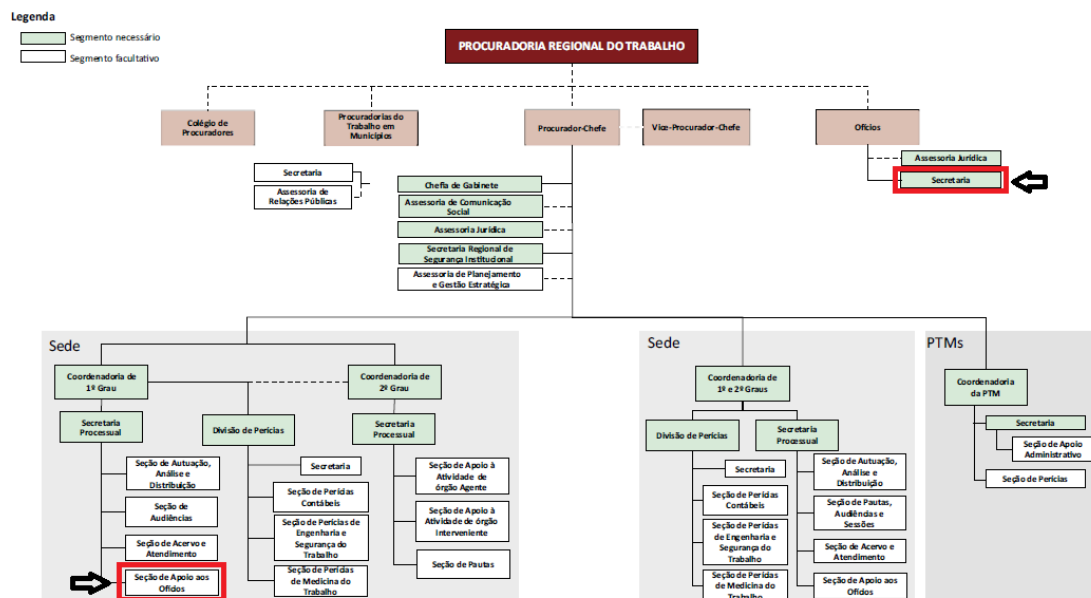 Legenda
Segmento necessário
Segmento facultativo
PROCURADORIA REGIONAL DO TRABALHO
Colégio de
Procuradores
Procuradorias do
Trabalho em
Municípios
Procurador-Chefe
Vice-Procurador-Chefe
Ofícios
Assessoria Jurídica
Secretaria
Secretaria
Assessoria de
Relações Públicas
Chefia de Gabinete
Assessoria de Comunicação
Social
Assessoria Jurídica
Secretaria Regional de
Segurança Institucional
Assessoria de Planejamento
e Gestão Estratégica
Sede
Coordenadoria de
1º Grau
Coordenadoria de
2º Grau
Secretaria
Processual
Divisão de Perícias
Secretaria
Processual
Seção de Autuação,
Análise e
Distribuição
Seção de
Audiências
Seção de Acervo e
Atendimento
Seção de Apoio aos
Ofícios
Secretaria
Seção de Perícias
Contábeis
Seção de Perícias de
Engenharia e
Segurança do
Trabalho
Seção de Perícias
de Medicina do
Trabalho
Seção de Apoio à
Atividade de
órgão Agente
Seção de Apoio à
Atividade de órgão
Interveniente
Seção de Pautas
Sede
Coordenadoria de
1º e 2º Graus
Divisão de Perícias
Secretaria
Processual
Secretaria
Seção de Perícias
Contábeis
Seção de Perícias
de Engenharia e
Segurança do
Trabalho
Seção de Perícias
de Medicina do
Trabalho
Seção de Autuação,
Análise e
Distribuição
Seção de Pautas,
Audiências e
Sessões
Seção de Acervo e
Atendimento
Seção de Apoio aos
Ofícios
PTMs
Coordenadoria
da PTM
Secretaria
Seção de Apoio
Administrativo
Seção de Perícias